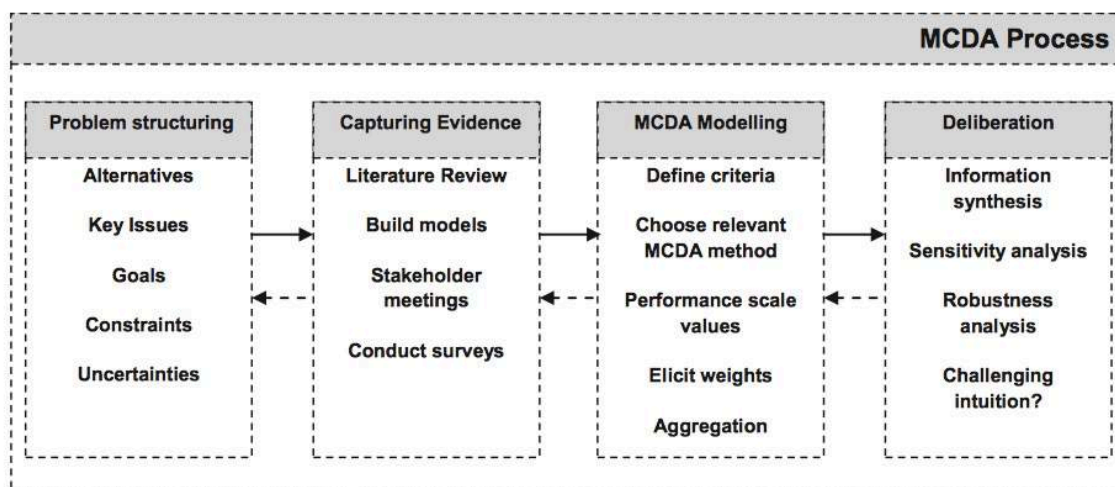 MCDA Process
Problem structuring
Alternatives
Key Issues
Goals
Constraints
Uncertainties
Capturing Evidence
Literature Review
Build models
Stakeholder
meetings
Conduct surveys
MCDA Modelling
Define criteria
Choose relevant
MCDA method
Performance scale
values
Elicit weights
Aggregation
Deliberation
Information
synthesis
Sensitivity analysis
Robustness
analysis
Challenging
intuition?